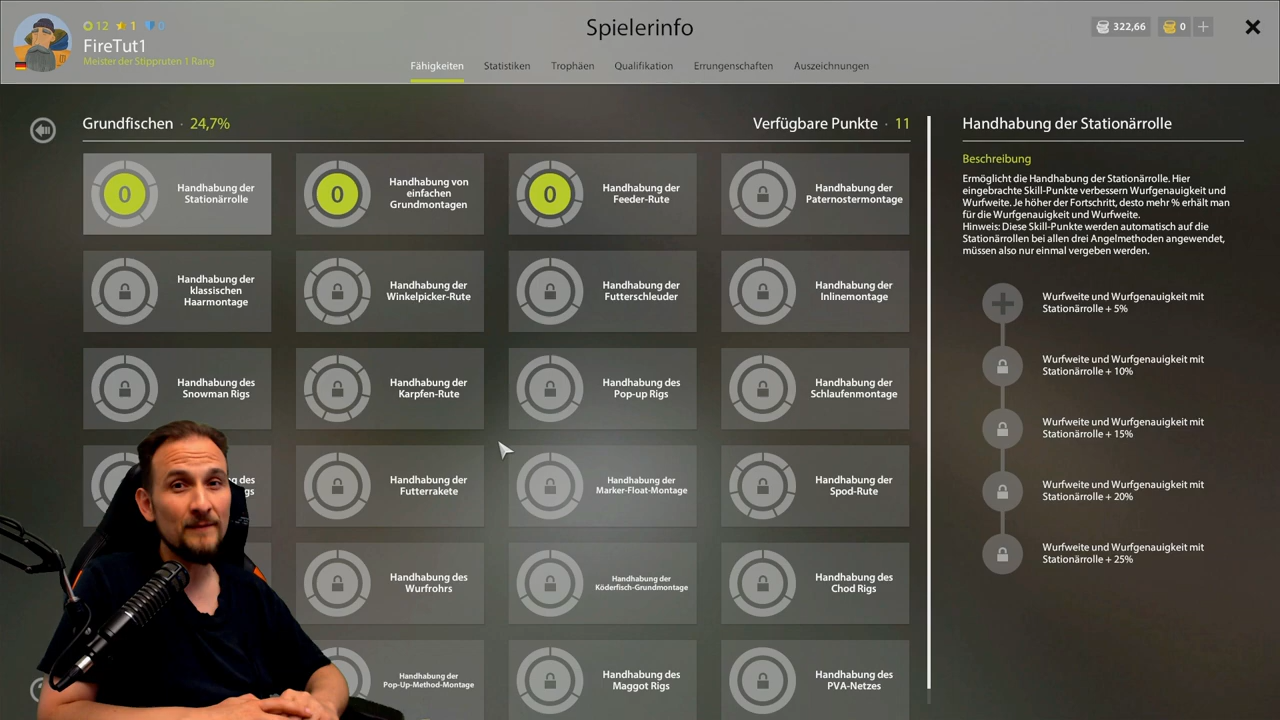 12 1 0
FireTut1
Meister der Stippruten 1 Rang
Spielerinfo
322,66
0
Fähigkeiten
Statistiken
Trophäen
Qualifikation
Errungenschaften
Auszeichnungen
Grundfischen · 24,7%
Verfügbare Punkte · 11
0
Handhabung der
Stationärrolle
0
Handhabung von
einfachen
Grundmontagen
0
Handhabung der
Feeder-Rute
Handhabung der
Paternostermontage
Handhabung der
klassischen
Haarmontage
Handhabung der
Winkelpicker-Rute
Handhabung der
Futterschleuder
Handhabung der
Inlinemontage
Handhabung des
Snowman Rigs
Handhabung der
Karpfen-Rute
Handhabung des
Pop-up Rigs
Handhabung der
Schlaufenmontage
des
Handhabung der
Futterrakete
Handhabung der
Marker-Float-Montage
Handhabung der
Spod-Rute
Handhabung des
Wurfrohrs
Handhabung der
Köderfisch-Grundmontage
Handhabung des
Chod Rigs
Handhabung der
Pop-Up-Method-Montage
Handhabung des
Maggot Rigs
Handhabung des
PVA-Netzes
Handhabung der Stationärrolle
Beschreibung
Ermöglicht die Handhabung der Stationärrolle. Hier
eingebrachte Skill-Punkte verbessern Wurfgenauigkeit und
Wurfweite. Je höher der Fortschritt, desto mehr % erhält man
für die Wurfgenauigkeit und Wurfweite.
Hinweis: Diese Skill-Punkte werden automatisch auf die
Stationärrollen bei allen drei Angelmethoden angewendet,
müssen also nur einmal vergeben werden.
Wurfweite und Wurfgenauigkeit mit
Stationärrolle + 5%
Wurfweite und Wurfgenauigkeit mit
Stationärrolle + 10%
Wurfweite und Wurfgenauigkeit mit
Stationärrolle + 15%
Wurfweite und Wurfgenauigkeit mit
Stationärrolle + 20%
Wurfweite und Wurfgenauigkeit mit
Stationärrolle + 25%